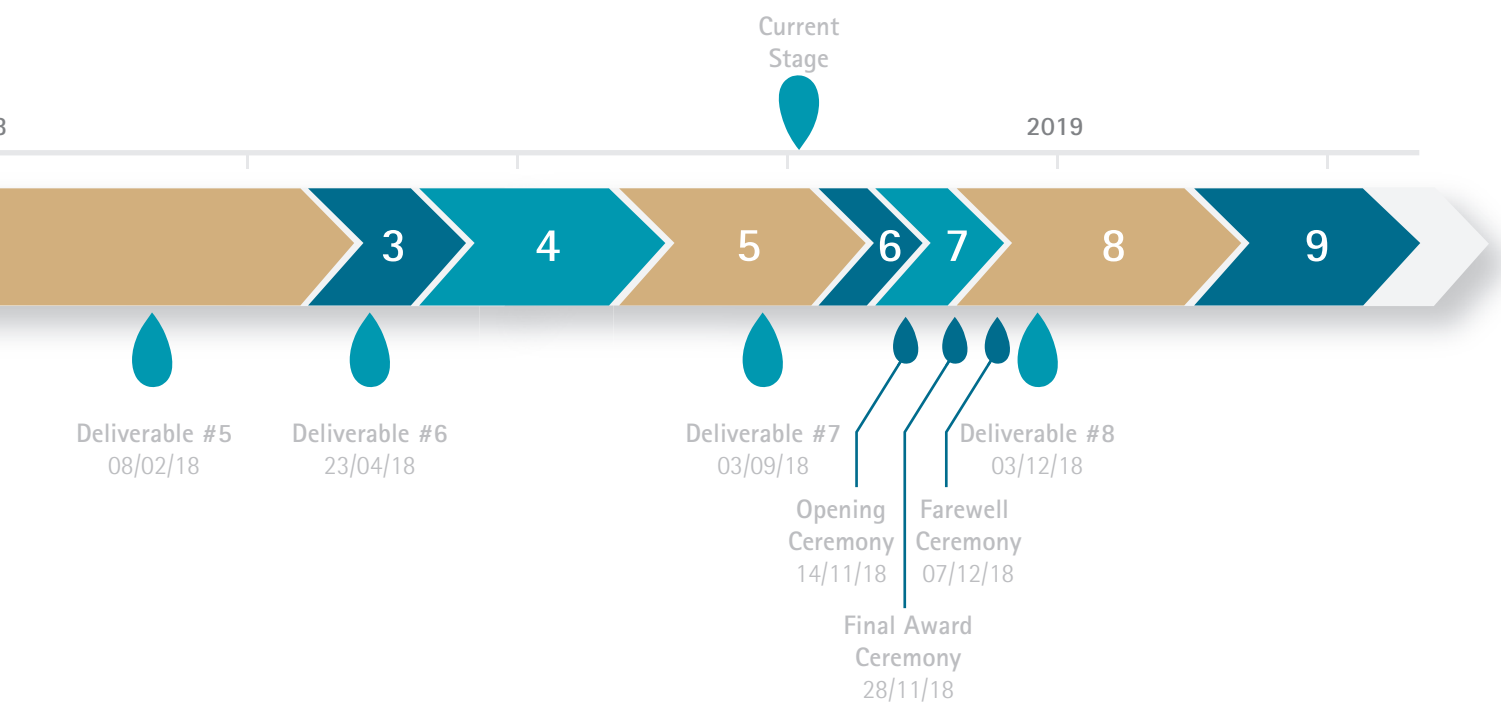 Current
Stage
2019
3
4
5
6
7
8
9
Deliverable #5
08/02/18
Deliverable #6
23/04/18
Deliverable #7
03/09/18
Deliverable #8
03/12/18
Opening
Ceremony
14/11/18
Farewell
Ceremony
07/12/18
Final Award
Ceremony
28/11/18